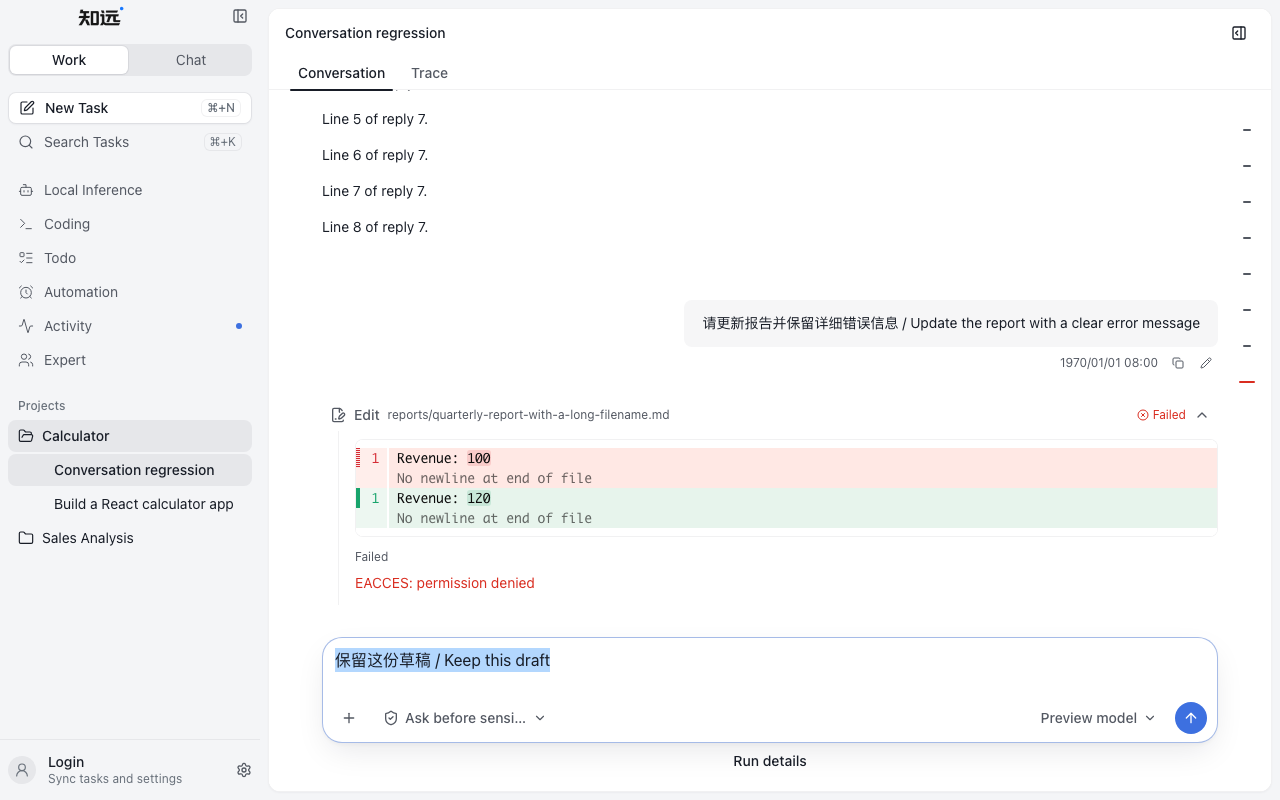 知远
Work
Chat
New Task
⌘+N
Search Tasks
⌘+K
Local Inference
Coding
Todo
Automation
Activity
Expert
Projects
Calculator
Conversation regression
Build a React calculator app
Sales Analysis
Login
Sync tasks and settings
Conversation regression
Conversation
Trace
Line 5 of reply 7.
Line 6 of reply 7.
Line 7 of reply 7.
Line 8 of reply 7.
请更新报告并保留详细错误信息 / Update the report with a clear error message
1970/01/01 08:00
Edit reports/quarterly-report-with-a-long-filename.md
Failed
1 Revenue: 100
No newline at end of file
1 Revenue: 120
No newline at end of file
Failed
EACCES: permission denied
保留这份草稿 / Keep this draft
Ask before sensi...
Preview model
Run details